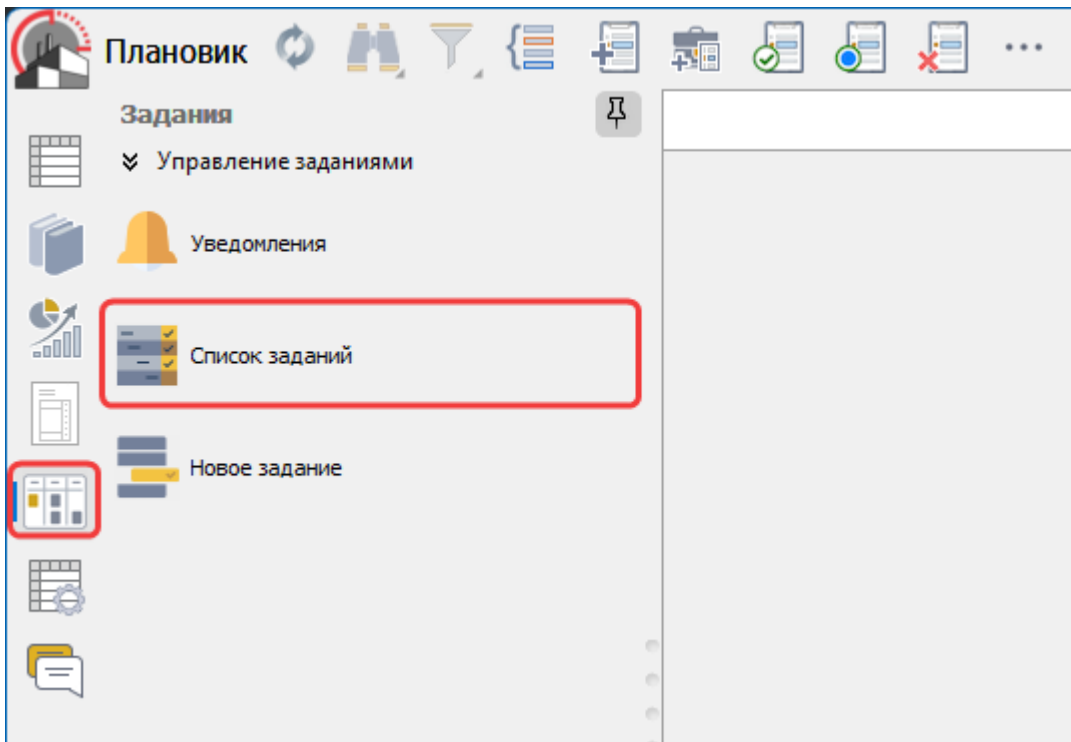 Плановик
Задания
Управление заданиями
Уведомления
Список заданий
Новое задание